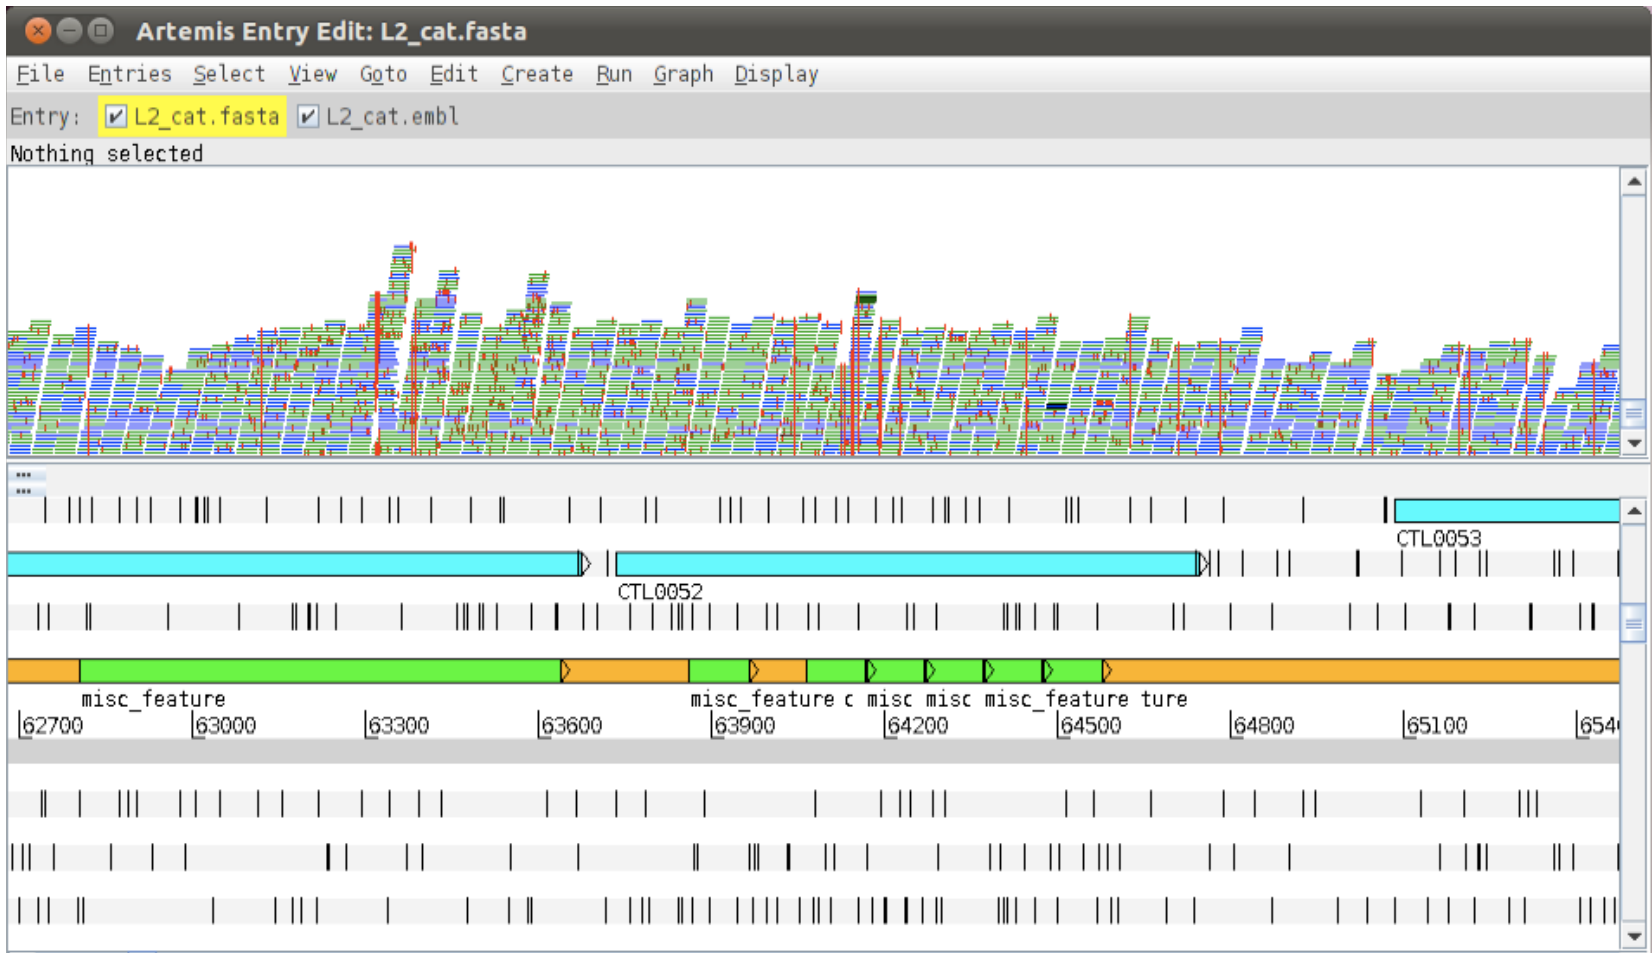 Artemis Entry Edit: L2_cat.fasta
File Entries Select View Goto Edit Create Run Graph Display
Entry: L2_cat.fasta L2_cat.embl
Nothing selected
CTL0053
CTL0052
misc_feature misc_feature c misc misc misc_feature ture
62700 63000 63300 63600 63900 64200 64500 64800 65100 654